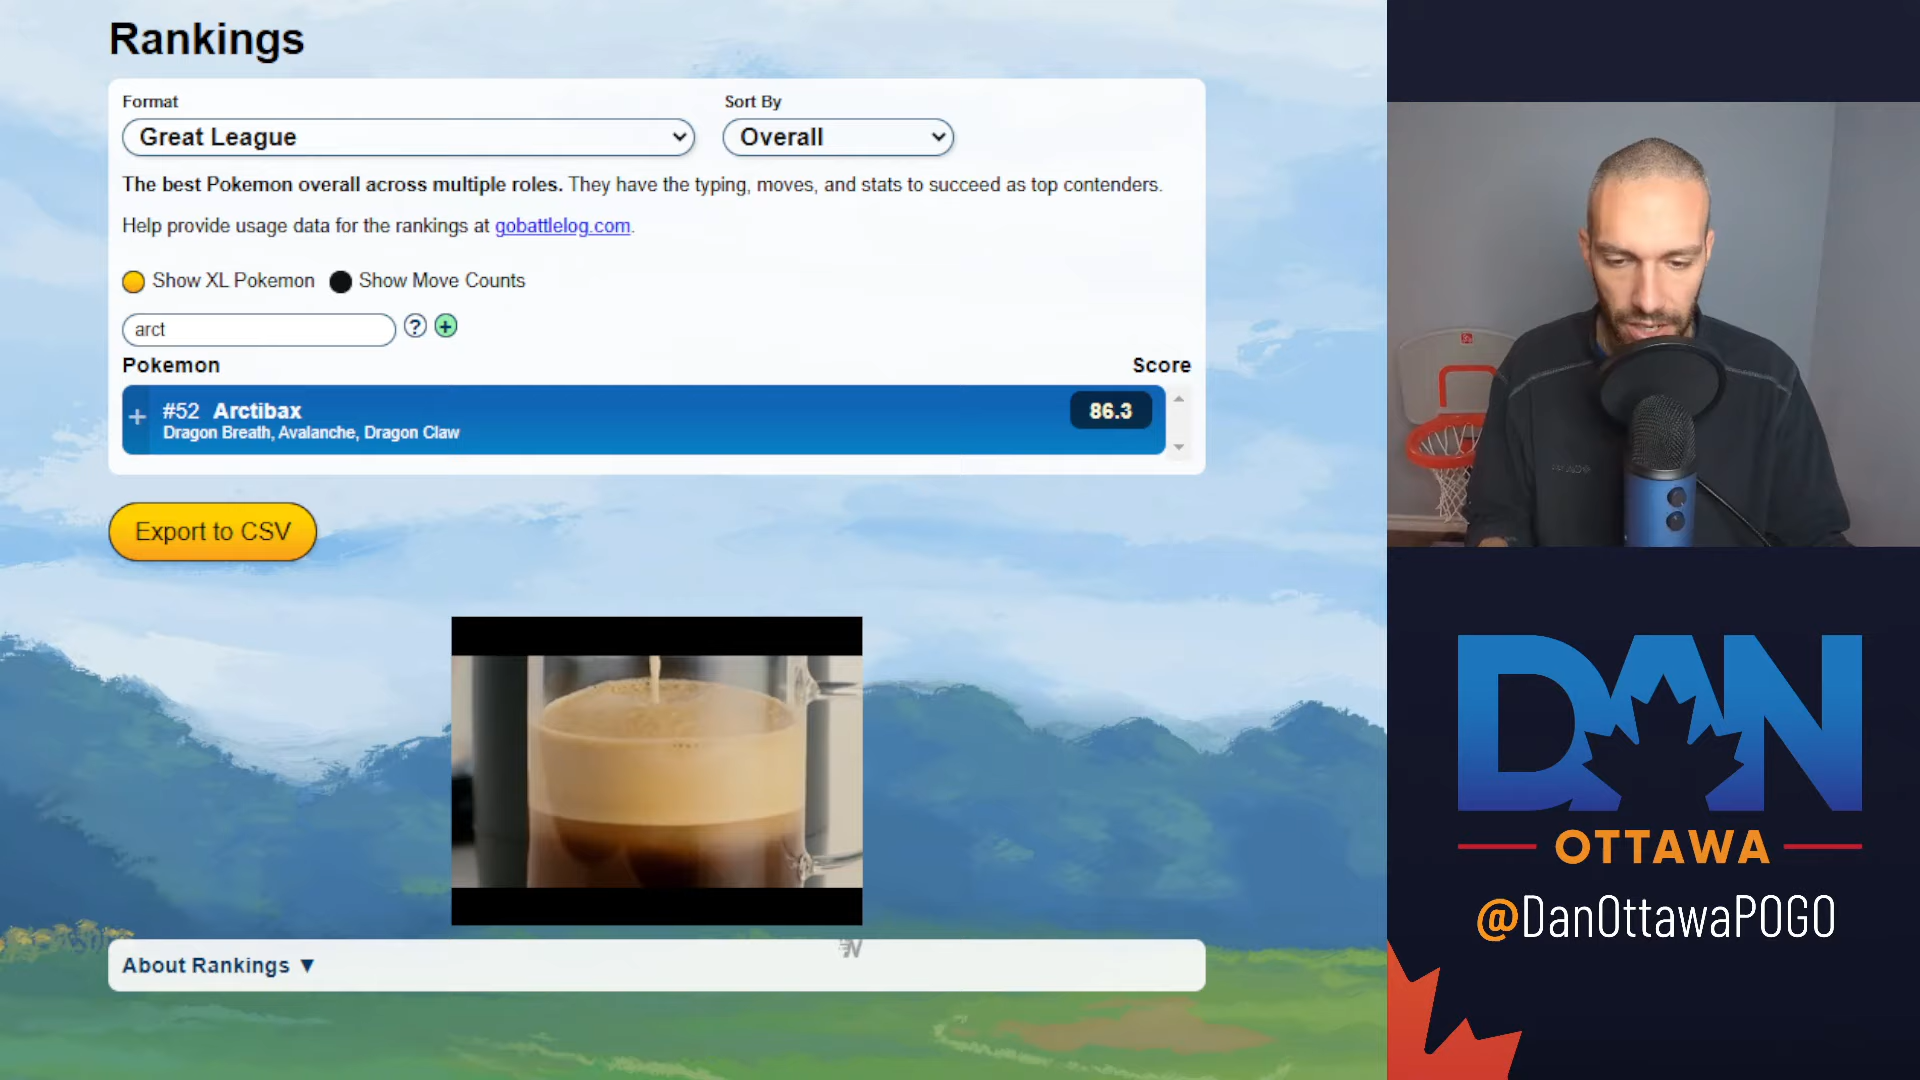 Rankings
Format
Sort By
Great League
Overall
The best Pokemon overall across multiple roles. They have the typing, moves, and stats to succeed as top contenders.
Help provide usage data for the rankings at gobattlelog.com.
Show XL Pokemon
Show Move Counts
arct
?
+
Pokemon
Score
+
#52 Arctibax
86.3
Dragon Breath, Avalanche, Dragon Claw
Export to CSV
About Rankings ▼
DAN
OTTAWA
@DanOttawaPOGO